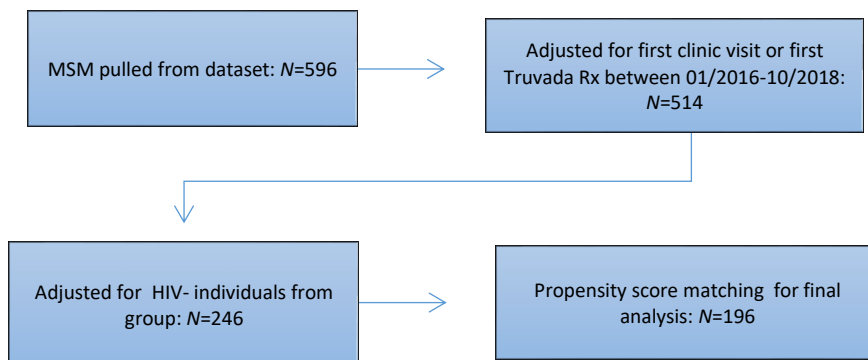 MSM pulled from dataset: N=596
Adjusted for first clinic visit or first
Truvada Rx between 01/2016-10/2018:
N=514
Adjusted for HIV- individuals from
group: N=246
Propensity score matching for final
analysis: N=196